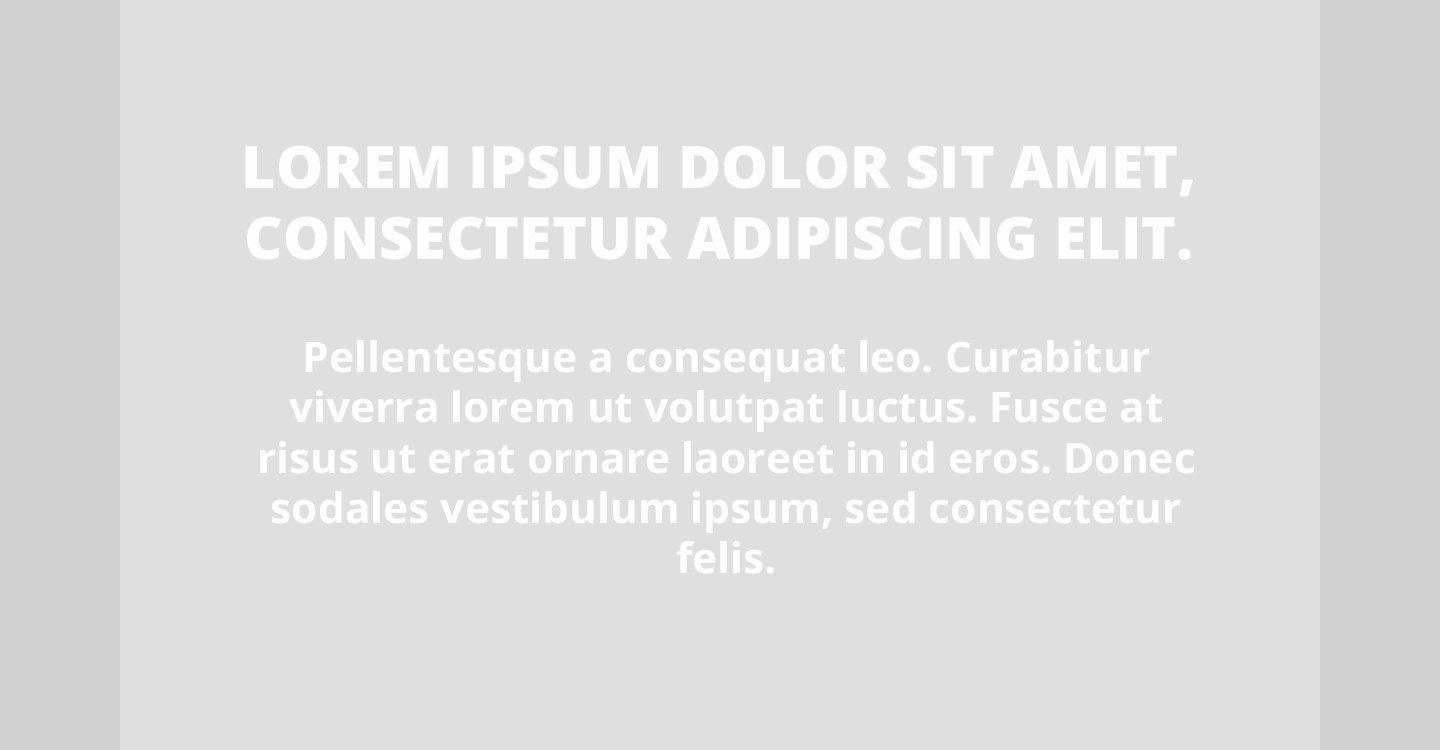 LOREM IPSUM DOLOR SIT AMET,
CONSECTETUR ADIPISCING ELIT.
Pellentesque a consequat leo. Curabitur
viverra lorem ut volutpat luctus. Fusce at
risus ut erat ornare laoreet in id eros. Donec
sodales vestibulum ipsum, sed consectetur
felis.